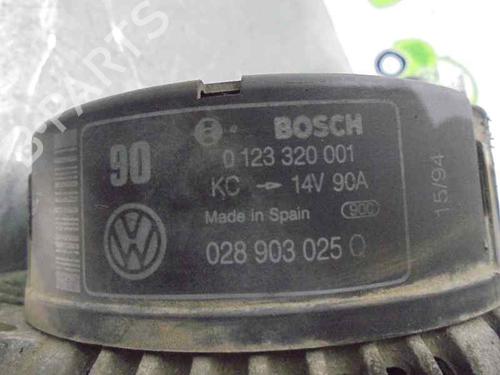 90
BOSCH
0 123 320 001
KC → 14V 90A
Made in Spain
028 903 025 Q
15/94